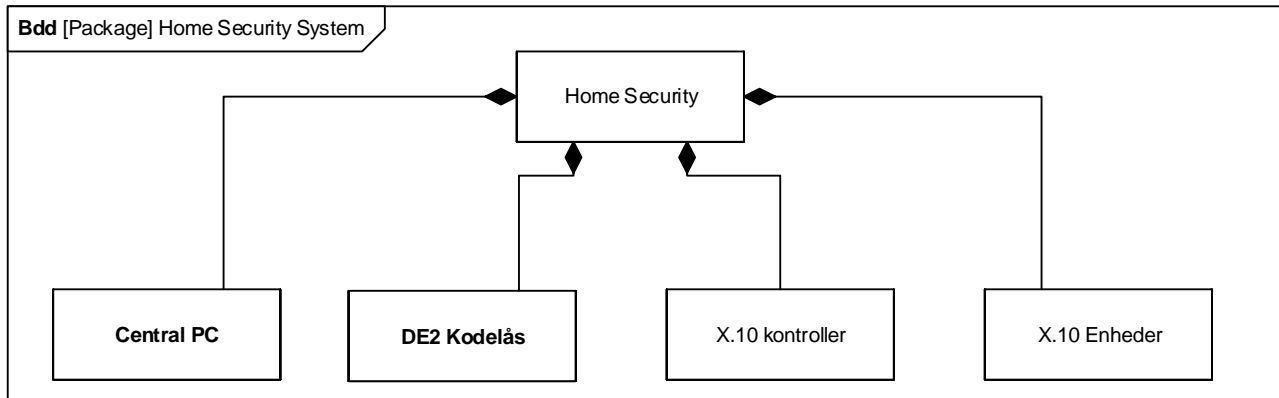 Bdd [Package] Home Security System
Home Security
Central PC
DE2 Kodelås
X.10 kontroller
X.10 Enheder